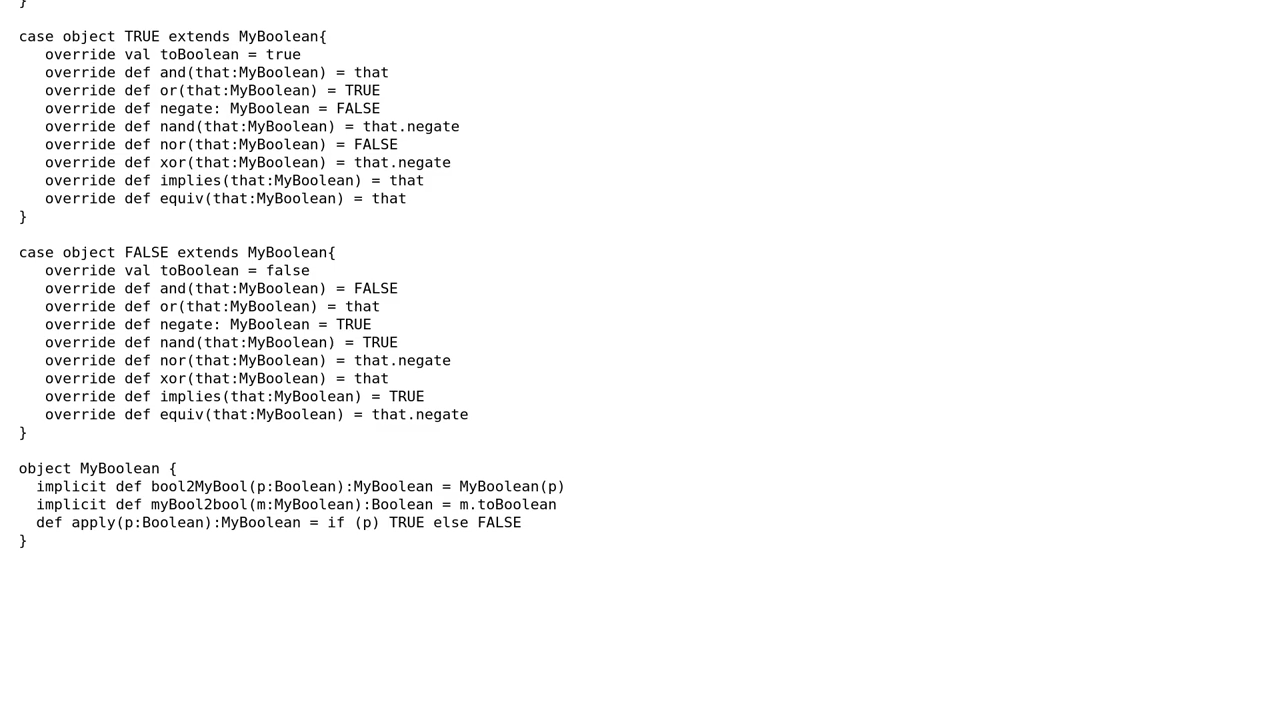 }
case object TRUE extends MyBoolean{
   override val toBoolean = true
   override def and(that:MyBoolean) = that
   override def or(that:MyBoolean) = TRUE
   override def negate: MyBoolean = FALSE
   override def nand(that:MyBoolean) = that.negate
   override def nor(that:MyBoolean) = FALSE
   override def xor(that:MyBoolean) = that.negate
   override def implies(that:MyBoolean) = that
   override def equiv(that:MyBoolean) = that
}
case object FALSE extends MyBoolean{
   override val toBoolean = false
   override def and(that:MyBoolean) = FALSE
   override def or(that:MyBoolean) = that
   override def negate: MyBoolean = TRUE
   override def nand(that:MyBoolean) = TRUE
   override def nor(that:MyBoolean) = that.negate
   override def xor(that:MyBoolean) = that
   override def implies(that:MyBoolean) = TRUE
   override def equiv(that:MyBoolean) = that.negate
}
object MyBoolean {
  implicit def bool2MyBool(p:Boolean):MyBoolean = MyBoolean(p)
  implicit def myBool2bool(m:MyBoolean):Boolean = m.toBoolean
  def apply(p:Boolean):MyBoolean = if (p) TRUE else FALSE
}